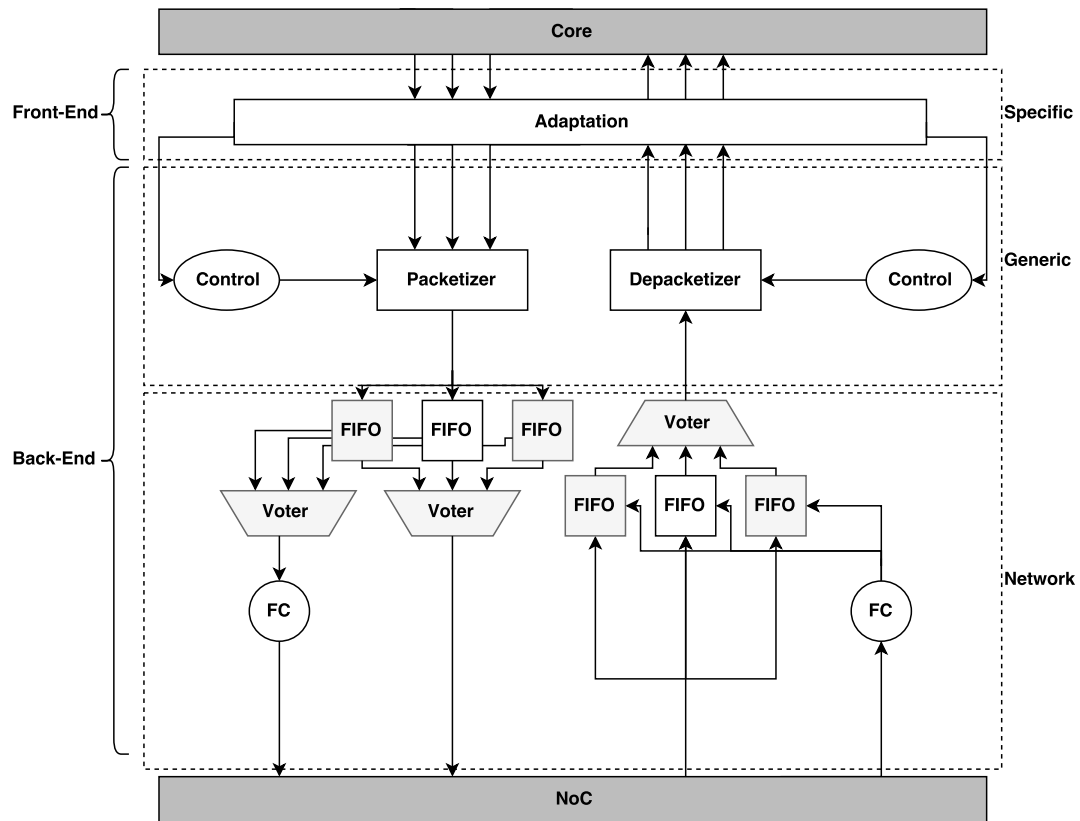 Core
Front-End
Adaptation
Specific
Control
Packetizer
Depacketizer
Control
Generic
FIFO
FIFO
FIFO
Voter
Back-End
Voter
Voter
FIFO
FIFO
FIFO
Network
FC
FC
NoC